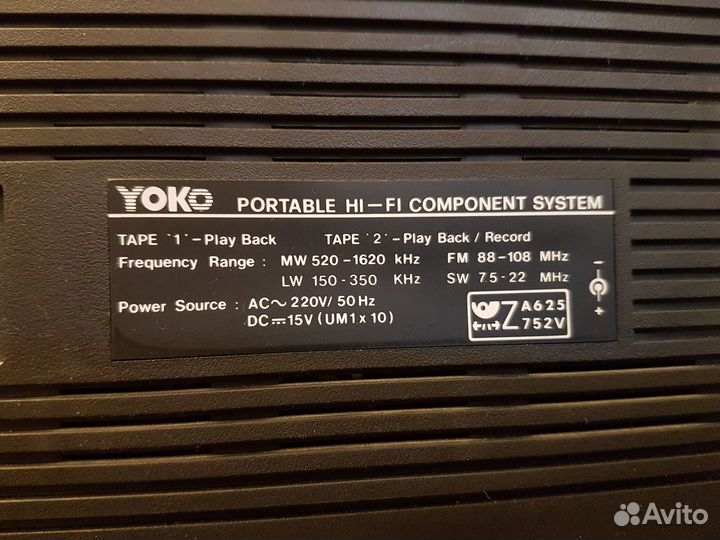 YOKO PORTABLE HI-FI COMPONENT SYSTEM
TAPE '1' - Play Back TAPE '2' - Play Back / Record
Frequency Range : MW 520 - 1620 kHz FM 88 - 108 MHz
LW 150 - 350 KHz SW 7.5 - 22 MHz
Power Source : AC ~ 220V / 50 Hz
DC ⎓ 15V (UM1 x 10)
Z A625
752V
-
+
Avito